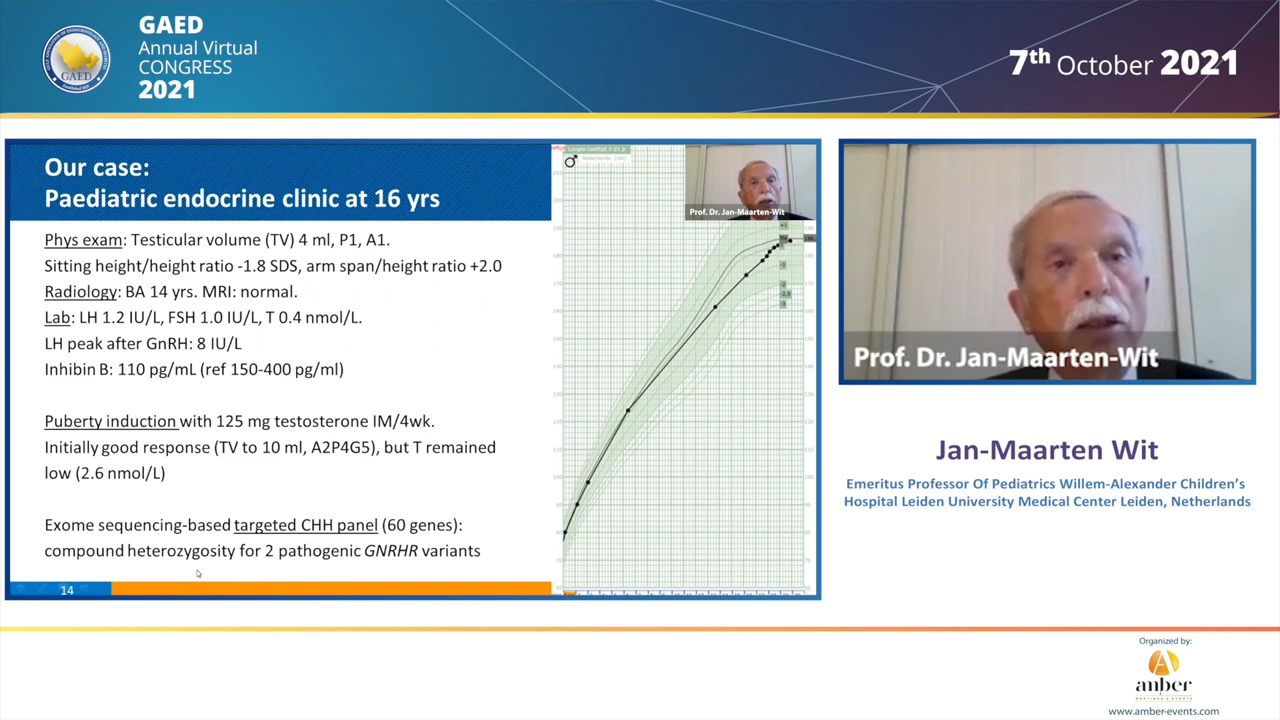 GAED
Annual Virtual
CONGRESS
2021
GAED
7th October 2021
Our case:
Paediatric endocrine clinic at 16 yrs
Phys exam: Testicular volume (TV) 4 ml, P1, A1.
Sitting height/height ratio -1.8 SDS, arm span/height ratio +2.0
Radiology: BA 14 yrs. MRI: normal.
Lab: LH 1.2 IU/L, FSH 1.0 IU/L, T 0.4 nmol/L.
LH peak after GnRH: 8 IU/L
Inhibin B: 110 pg/mL (ref 150-400 pg/ml)
Puberty induction with 125 mg testosterone IM/4wk.
Initially good response (TV to 10 ml, A2P4G5), but T remained
low (2.6 nmol/L)
Exome sequencing-based targeted CHH panel (60 genes):
compound heterozygosity for 2 pathogenic GNRHR variants
14
Prof. Dr. Jan-Maarten-Wit
Prof. Dr. Jan-Maarten-Wit
Jan-Maarten Wit
Emeritus Professor Of Pediatrics Willem-Alexander Children's
Hospital Leiden University Medical Center Leiden, Netherlands
Organized by:
anber
MEETINGS & EVENTS
www.amber-events.com